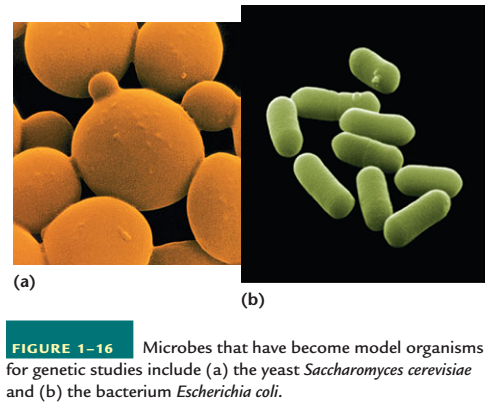 (a)
(b)
FIGURE 1–16 Microbes that have become model organisms
for genetic studies include (a) the yeast Saccharomyces cerevisiae
and (b) the bacterium Escherichia coli.